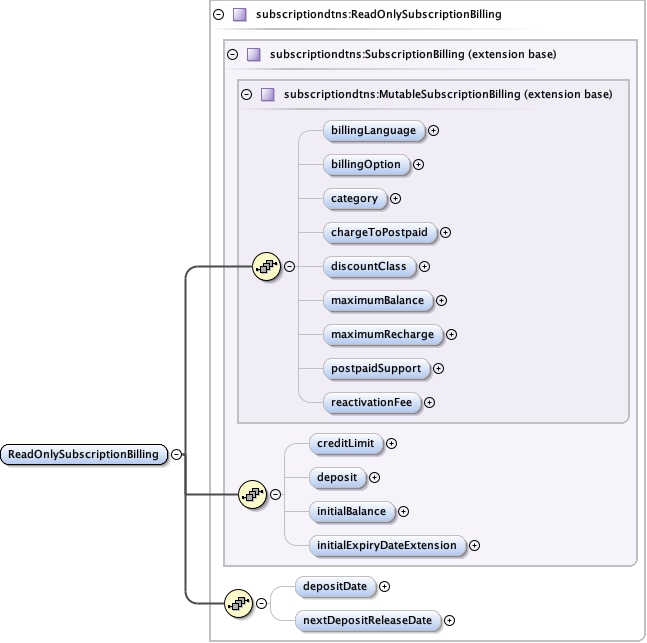 subscriptiondtns:ReadOnlySubscriptionBilling
subscriptiondtns:SubscriptionBilling (extension base)
subscriptiondtns:MutableSubscriptionBilling (extension base)
billingLanguage
billingOption
category
chargeToPostpaid
discountClass
maximumBalance
maximumRecharge
postpaidSupport
reactivationFee
ReadOnlySubscriptionBilling
creditLimit
deposit
initialBalance
initialExpiryDateExtension
depositDate
nextDepositReleaseDate